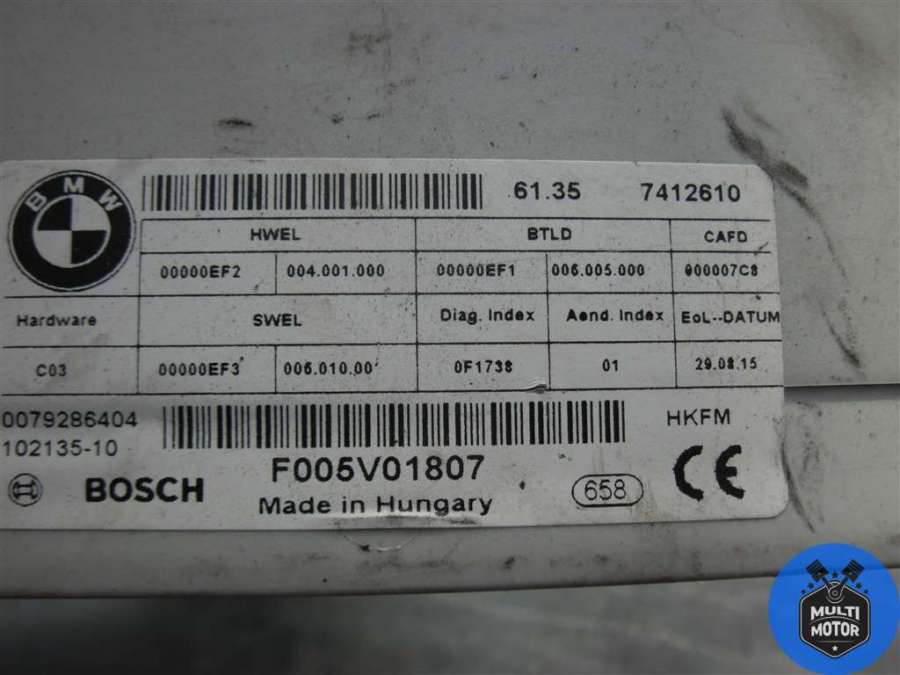 BMW
61.35 7412610
HWEL BTLD CAFD
00000EF2 004.001.000 00000EF1 006.005.000 000007C8
Hardware SWEL Diag. Index Aend. Index EoL--DATUM
C03 00000EF3 006.010.00 0F1738 01 29.08.15
0079286404
102135-10
HKFM
BOSCH
F005V01807
Made in Hungary
658
CE
MULTI
MOTOR